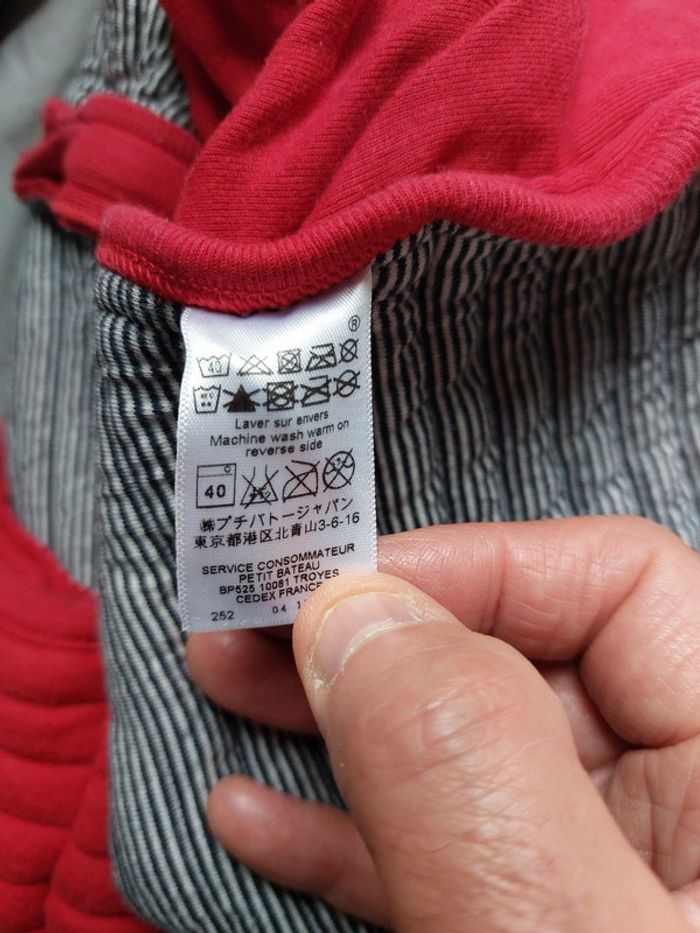 ®
40
Laver sur envers
Machine wash warm on
reverse side
C
40
㈱プチバトージャパン
東京都港区北青山3-6-16
SERVICE CONSOMMATEUR
PETIT BATEAU
BP525 10081 TROYES
CEDEX FRANCE
252 04